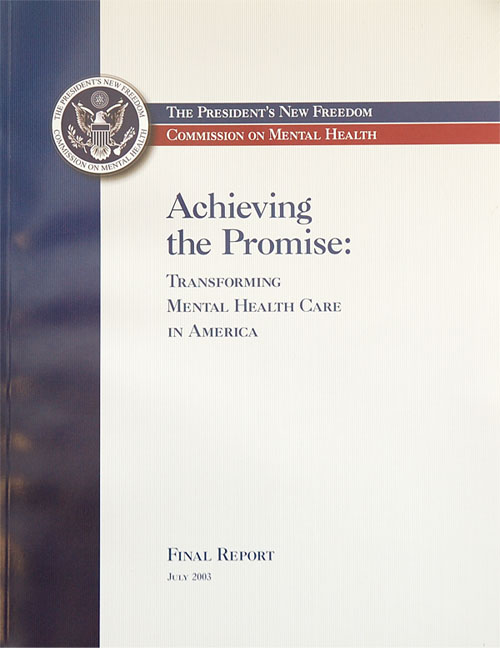 THE PRESIDENT'S NEW FREEDOM
COMMISSION ON MENTAL HEALTH
THE PRESIDENT'S NEW FREEDOM
COMMISSION ON MENTAL HEALTH
Achieving
the Promise:
TRANSFORMING
MENTAL HEALTH CARE
IN AMERICA
FINAL REPORT
JULY 2003